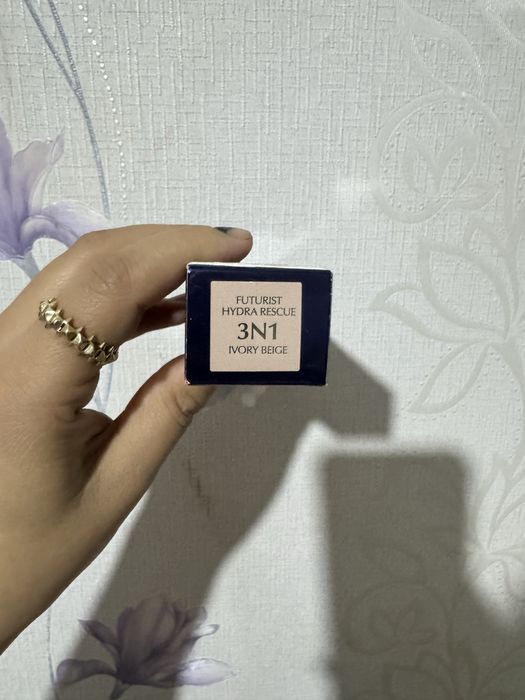 FUTURIST
HYDRA RESCUE
3N1
IVORY BEIGE